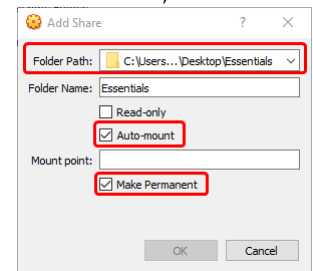 Add Share ? ×
Folder Path: C:\Users...\Desktop\Essentials
Folder Name: Essentials
Read-only
Auto-mount
Mount point:
Make Permanent
OK Cancel